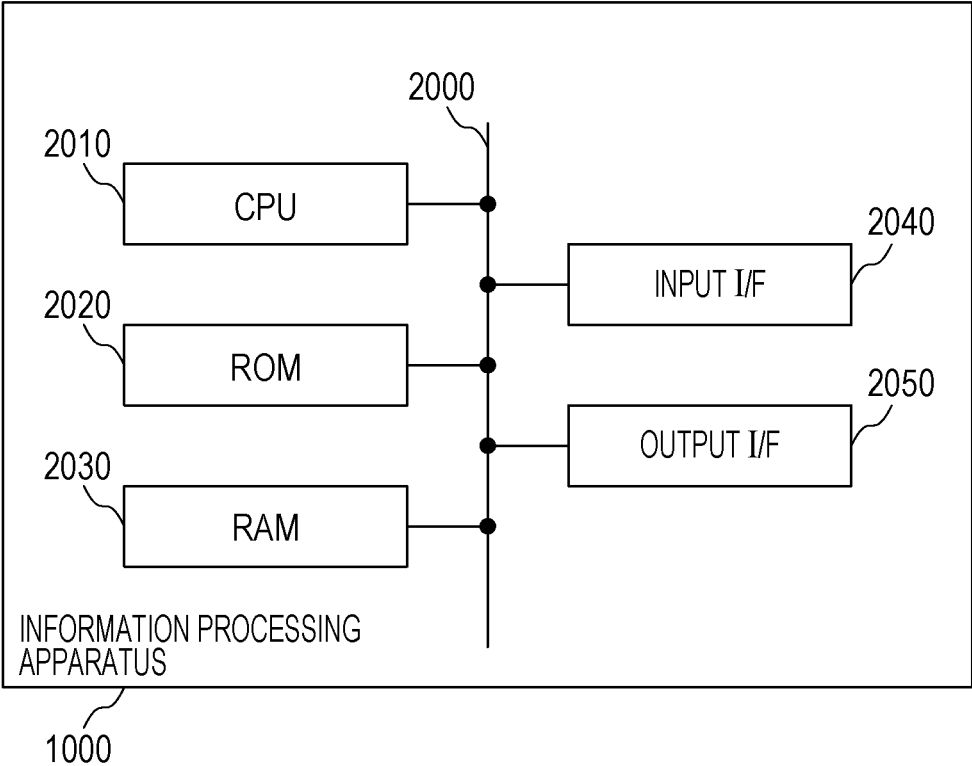 2000
2010
CPU
2040
INPUT I/F
2020
ROM
2050
OUTPUT I/F
2030
RAM
INFORMATION PROCESSING
APPARATUS
1000